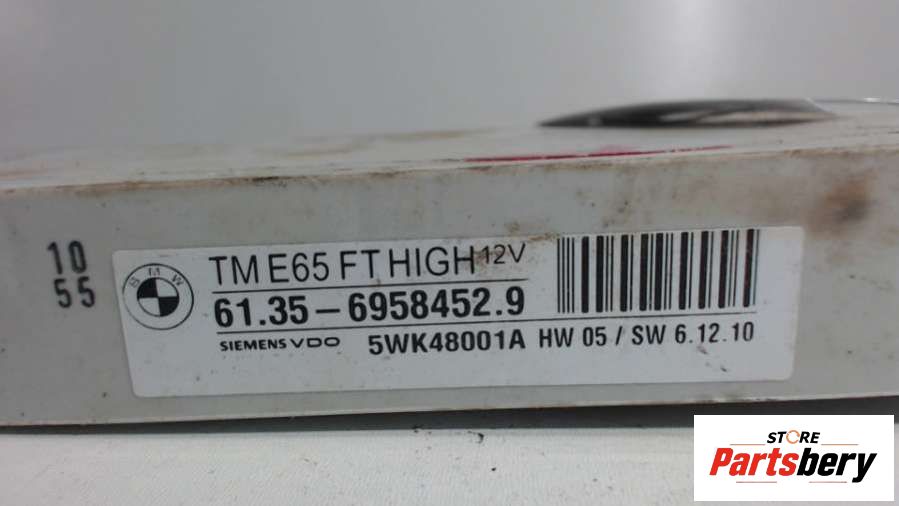 10
55
BMW
TM E65 FT HIGH 12V
61.35-6958452.9
SIEMENS VDO 5WK48001A HW 05 / SW 6.12.10
STORE
Partsbery